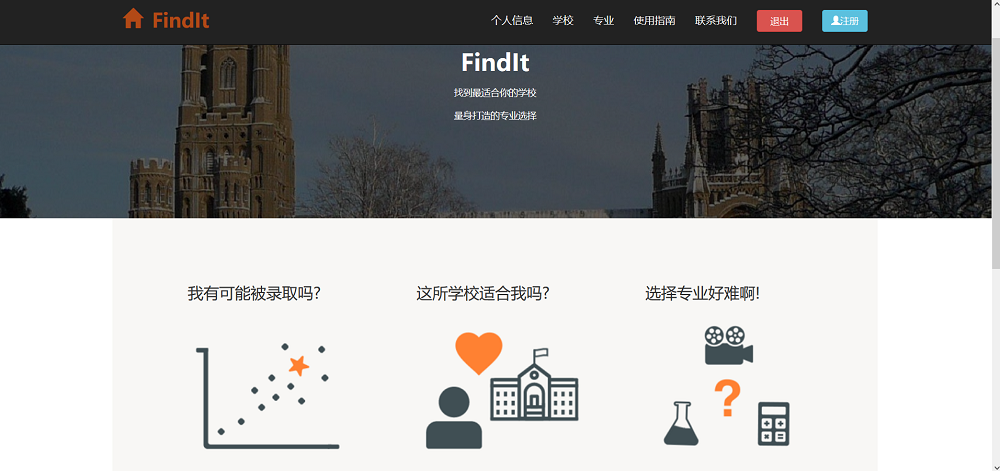 FindIt
个人信息 学校 专业 使用指南 联系我们 退出 注册
FindIt
找到最适合你的学校
量身打造的专业选择
我有可能被录取吗?
这所学校适合我吗?
选择专业好难啊!
?